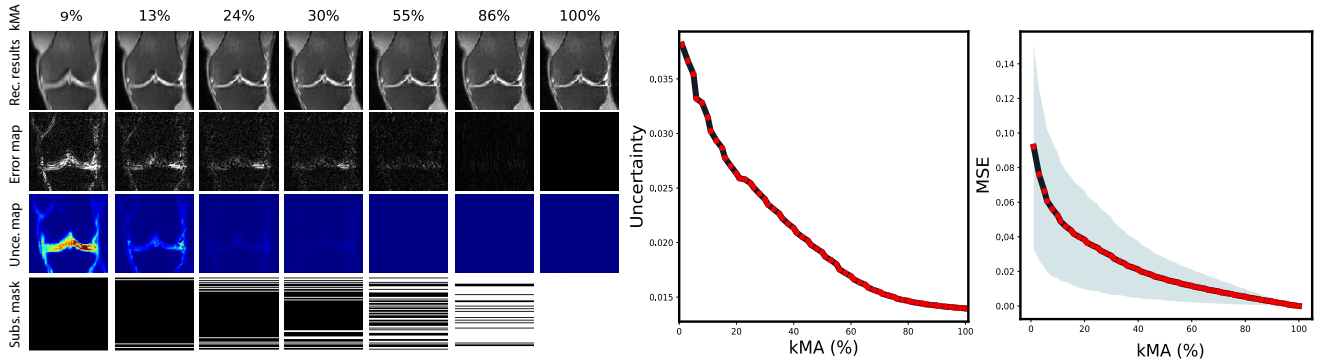 kMA 9% 13% 24% 30% 55% 86% 100%
Rec. results
Error map
Unce. map
Subs. mask
Uncertainty
0,035
0,030
0,025
0,020
0,015
0 20 40 60 80 100
kMA (%)
MSE
0,14
0,12
0,10
0,08
0,06
0,04
0,02
0,00
0 20 40 60 80 100
kMA (%)